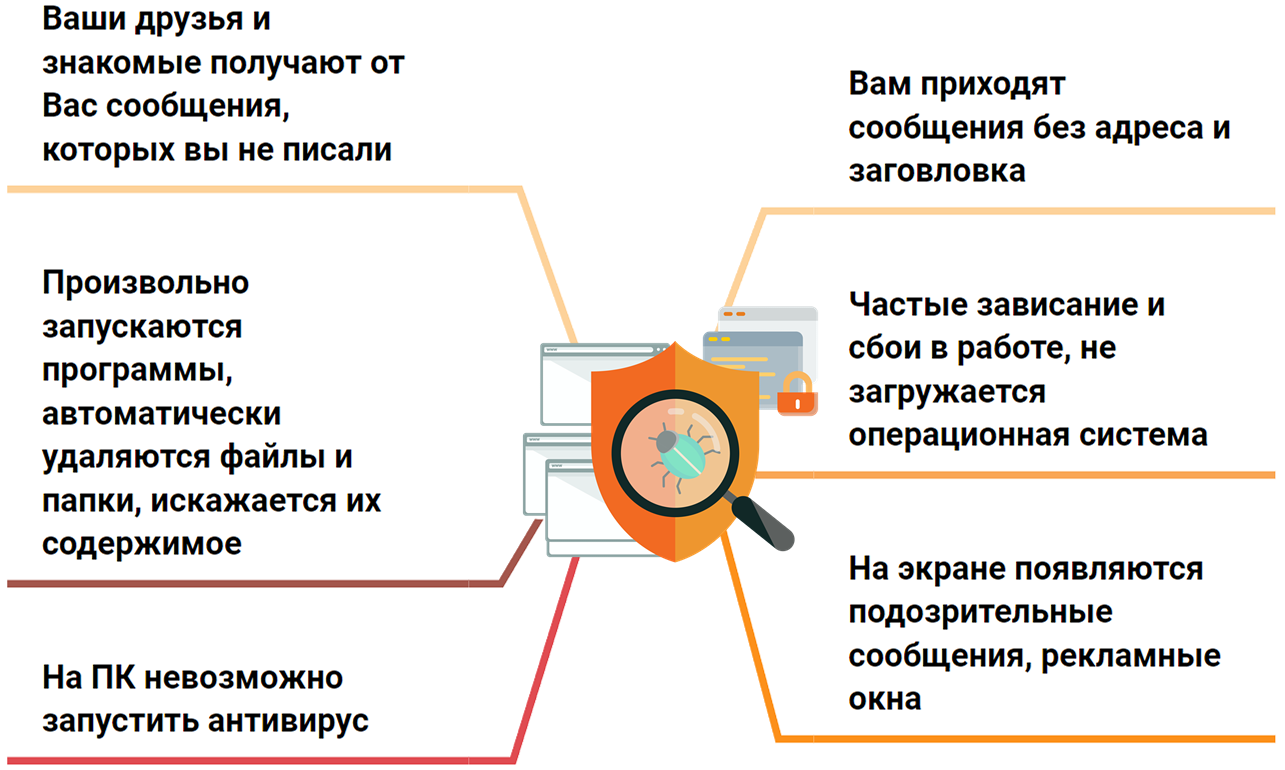 Ваши друзья и
знакомые получают от
Вас сообщения,
которых вы не писали
Произвольно
запускаются
программы,
автоматически
удаляются файлы и
папки, искажается их
содержимое
На ПК невозможно
запустить антивирус
Вам приходят
сообщения без адреса и
заговловка
Частые зависание и
сбои в работе, не
загружается
операционная система
На экране появляются
подозрительные
сообщения, рекламные
окна